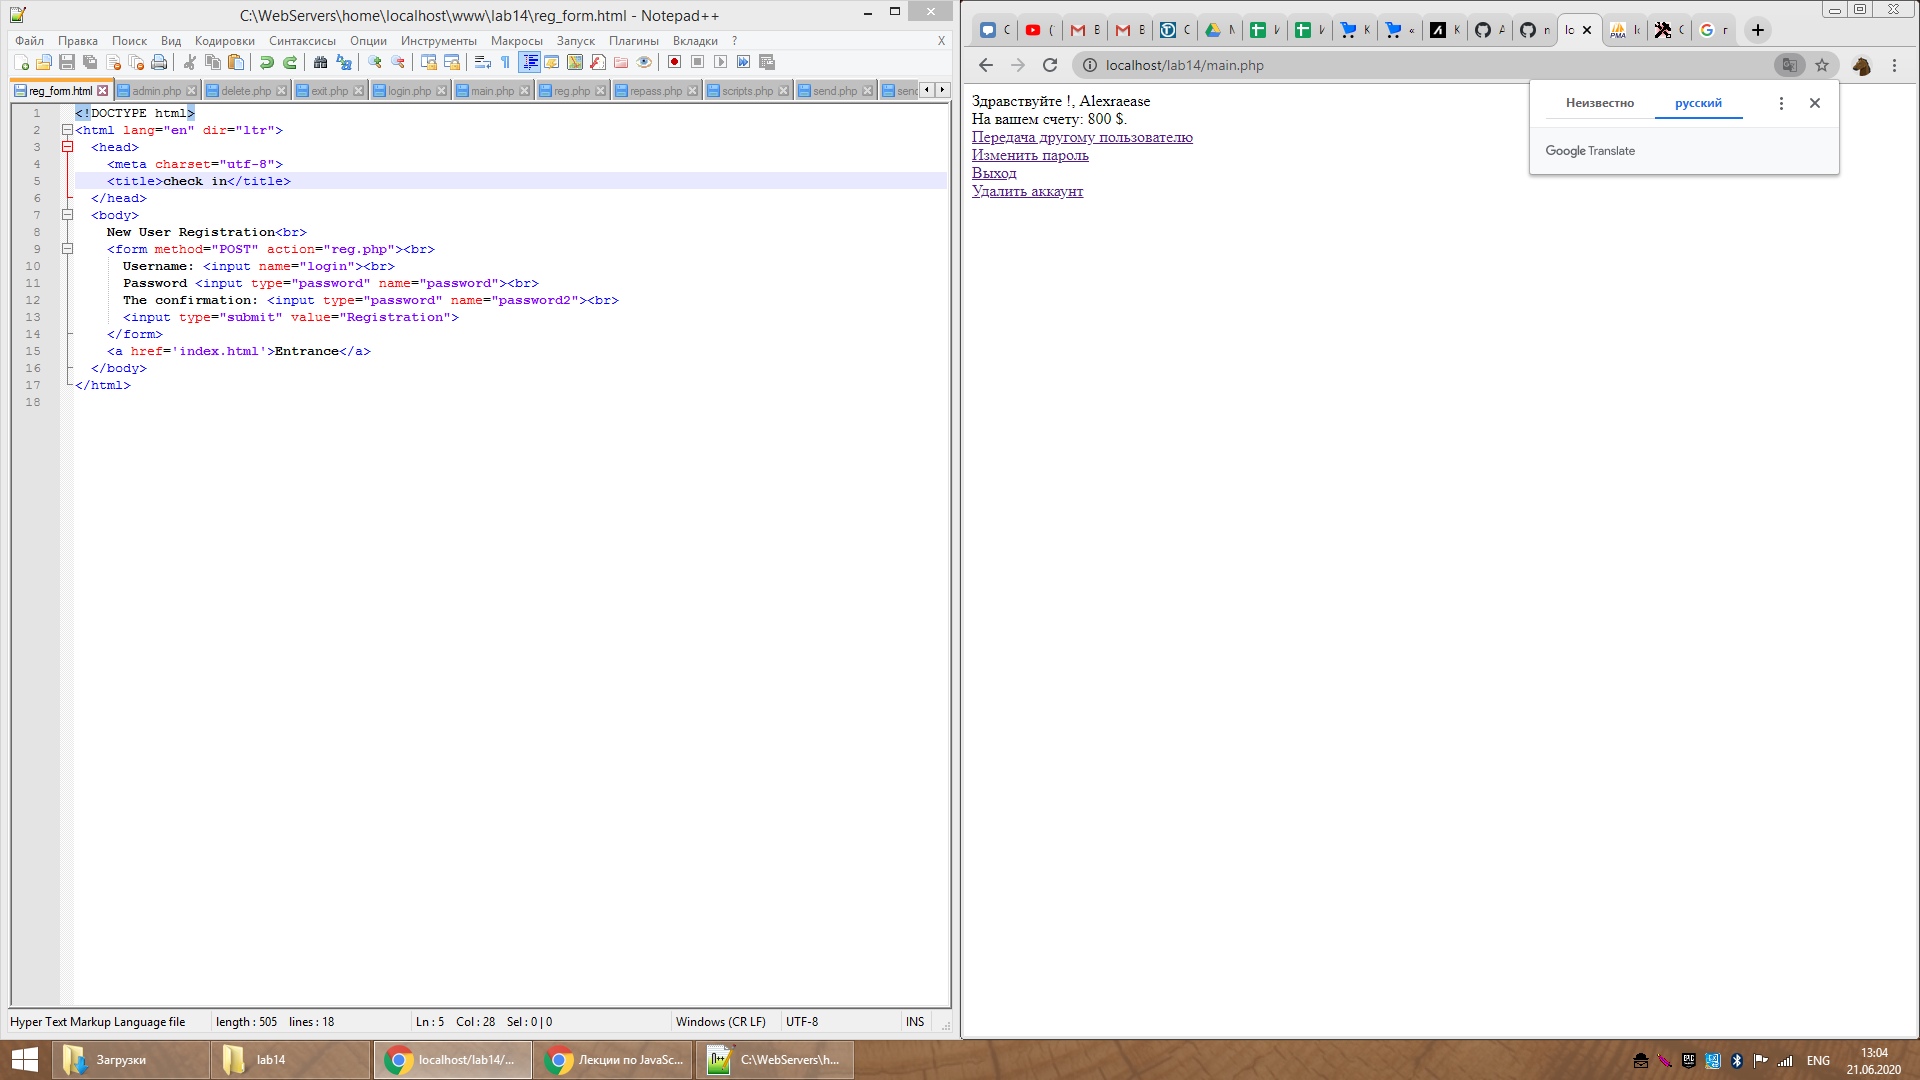 C:\WebServers\home\localhost\www\lab14\reg_form.html - Notepad++
Файл Правка Поиск Вид Кодировки Синтаксисы Опции Инструменты Макросы Запуск Плагины Вкладки ? X
reg_form.html admin.php delete.php exit.php login.php main.php reg.php repass.php scripts.php send.php send
1 <!DOCTYPE html>
2 <html lang="en" dir="ltr">
3 <head>
4 <meta charset="utf-8">
5 <title>check in</title>
6 </head>
7 <body>
8 New User Registration<br>
9 <form method="POST" action="reg.php"><br>
10 Username: <input name="login"><br>
11 Password <input type="password" name="password"><br>
12 The confirmation: <input type="password" name="password2"><br>
13 <input type="submit" value="Registration">
14 </form>
15 <a href='index.html'>Entrance</a>
16 </body>
17 </html>
18
Hyper Text Markup Language file length : 505 lines : 18 Ln : 5 Col : 28 Sel : 0 | 0 Windows (CR LF) UTF-8 INS
localhost/lab14/main.php
Здравствуйте !, Alexraease
На вашем счету: 800 $.
Передача другому пользователю
Изменить пароль
Выход
Удалить аккаунт
Неизвестно русский
Google Translate
Загрузки lab14 localhost/lab14/... Лекции по JavaSc... C:\WebServers\h... ENG
13:04
21.06.2020